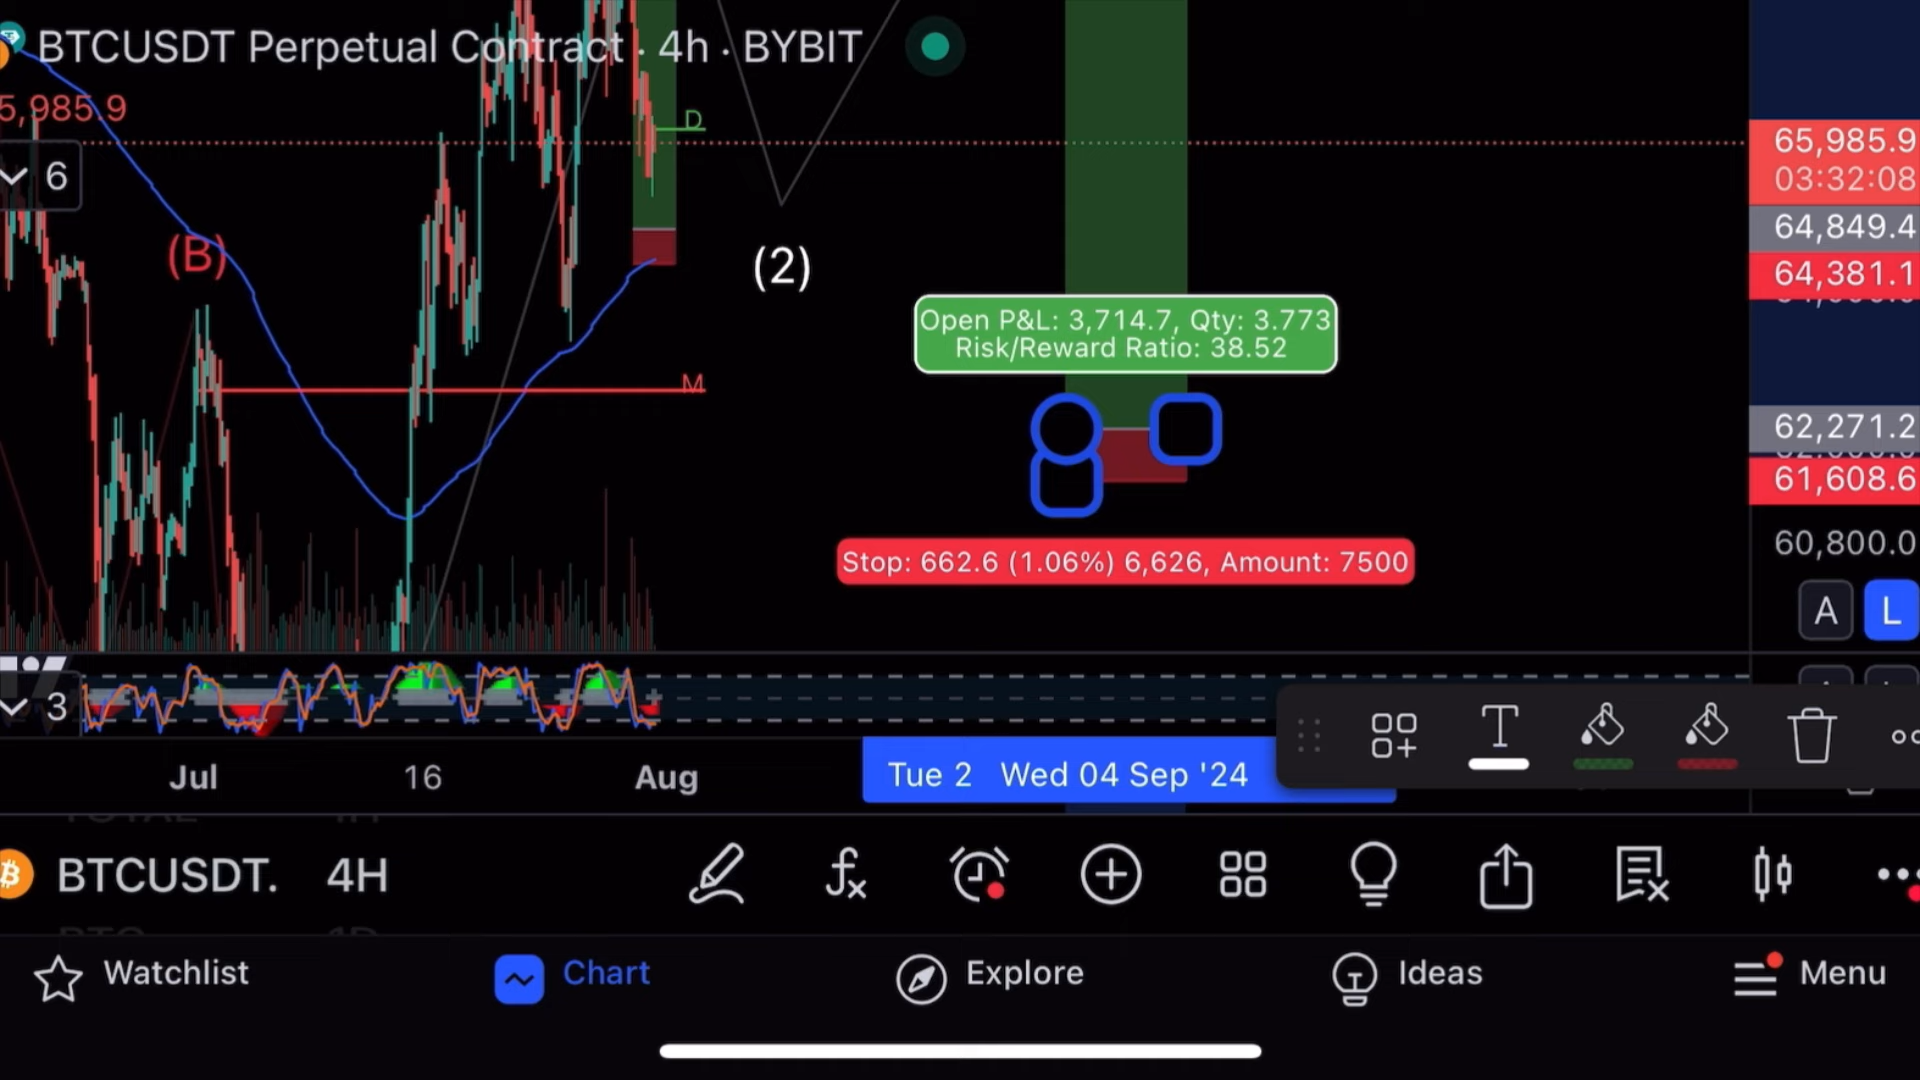 BTCUSDT Perpetual Contract · 4h · BYBIT
5,985.9
D
65,985.9
03:32:08
6
64,849.4
(B)
(2)
64,381.1
Open P&L: 3,714.7, Qty: 3.773
Risk/Reward Ratio: 38.52
M
62,271.2
61,608.6
60,800.0
Stop: 662.6 (1.06%) 6,626, Amount: 7500
A L
3
T
Jul 16 Aug Tue 2 Wed 04 Sep '24
BTCUSDT. 4H
Watchlist Chart Explore Ideas Menu